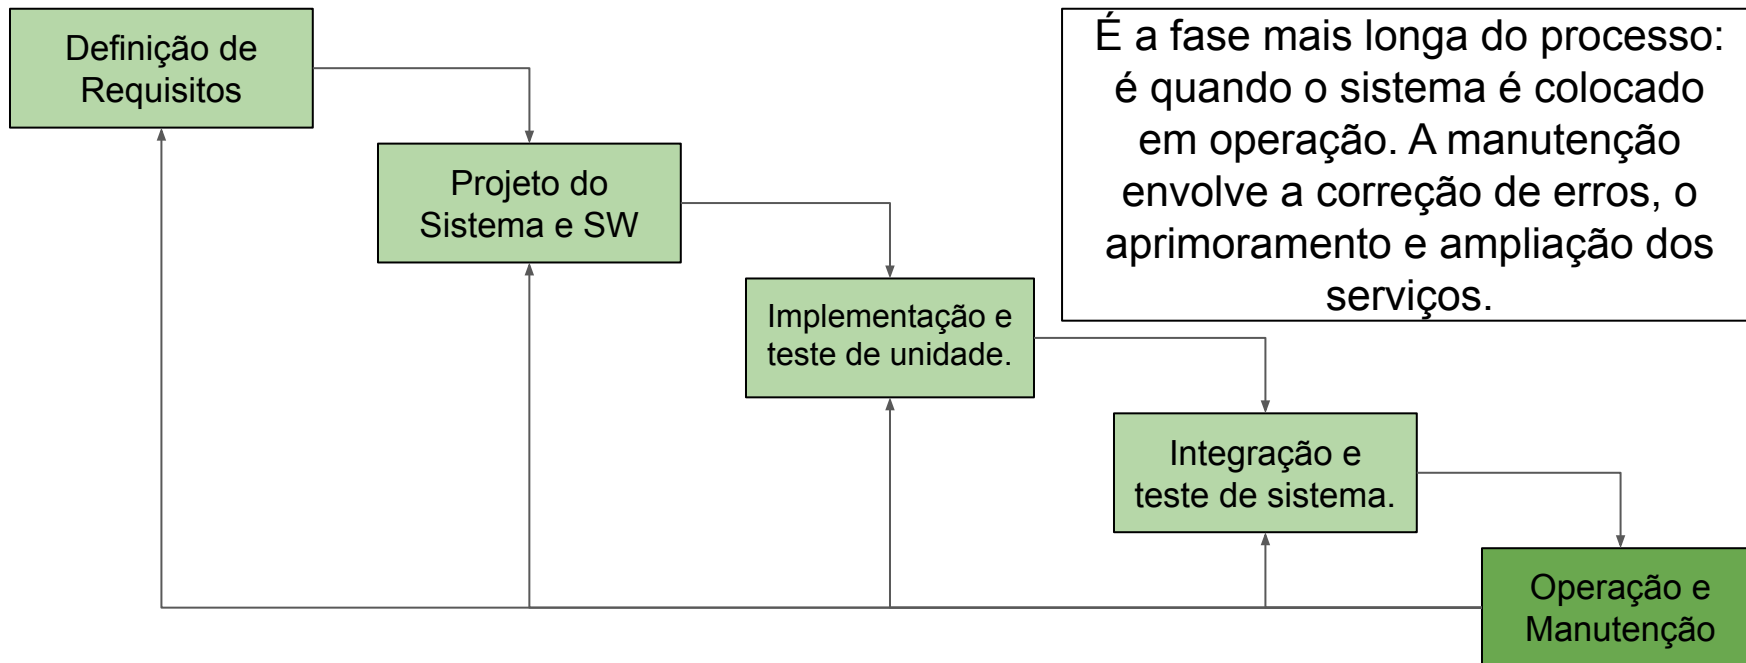 Definição de
Requisitos
É a fase mais longa do processo:
é quando o sistema é colocado
em operação. A manutenção
envolve a correção de erros, o
aprimoramento e ampliação dos
serviços.
Projeto do
Sistema e SW
Implementação e
teste de unidade.
Integração e
teste de sistema.
Operação e
Manutenção